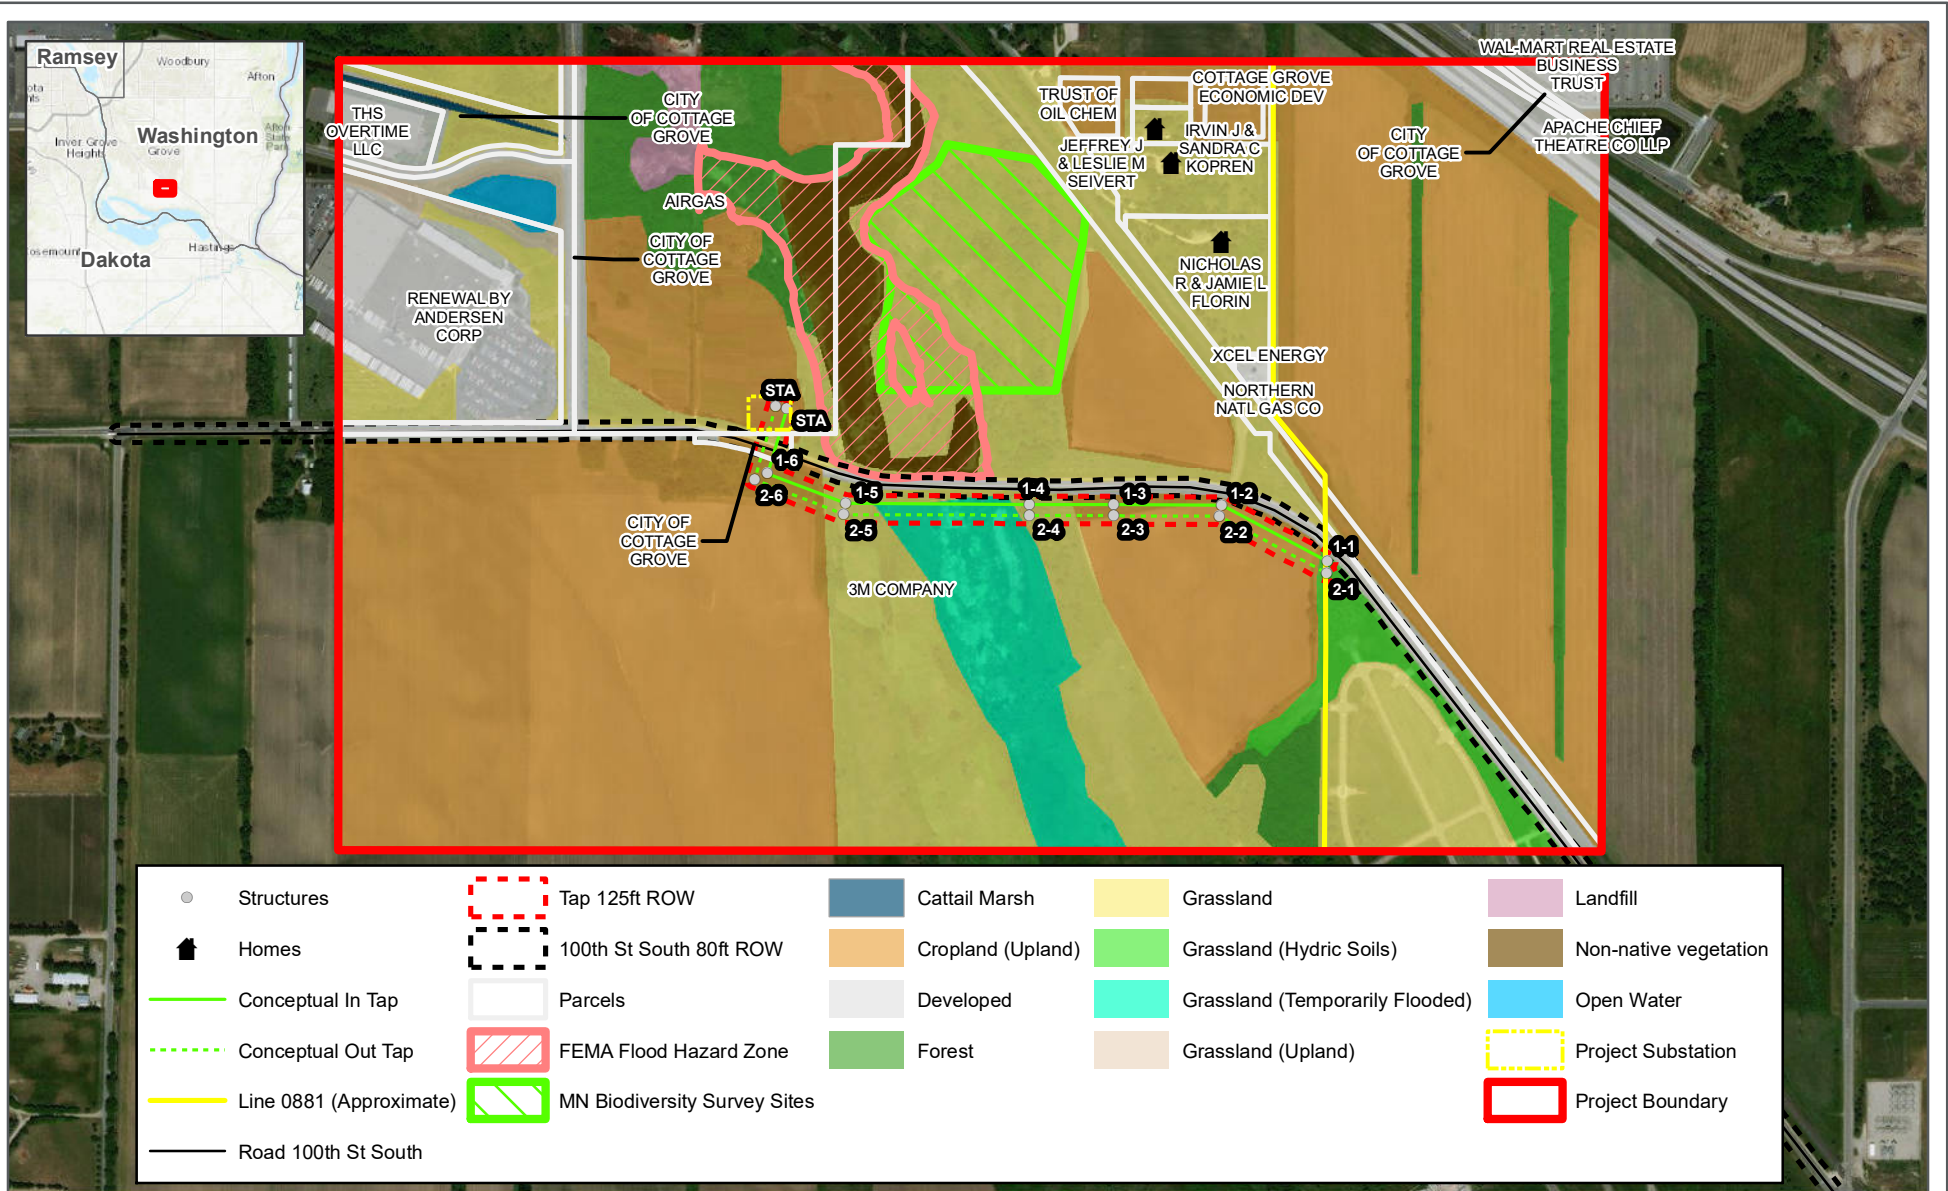 Ramsey
Woodbury
Afton
Washington
Grove
Inver Grove
Heights
Afton
State
Park
Dakota
Hastings
osemount
THS
OVERTIME
LLC
CITY
OF COTTAGE
GROVE
AIRGAS
CITY OF
COTTAGE
GROVE
RENEWAL BY
ANDERSEN
CORP
TRUST OF
OIL CHEM
COTTAGE GROVE
ECONOMIC DEV
JEFFREY J
& LESLIE M
SEIVERT
IRVIN J &
SANDRA C
KOPREN
NICHOLAS
R & JAMIE L
FLORIN
WAL-MART REAL ESTATE
BUSINESS
TRUST
CITY
OF COTTAGE
GROVE
APACHE CHIEF
THEATRE CO LLP
XCEL ENERGY
NORTHERN
NATL GAS CO
STA
STA
1-6
2-6
1-5
2-5
1-4
2-4
1-3
2-3
1-2
2-2
1-1
2-1
CITY OF
COTTAGE
GROVE
3M COMPANY
Structures
Homes
Conceptual In Tap
Conceptual Out Tap
Line 0881 (Approximate)
Road 100th St South
Tap 125ft ROW
100th St South 80ft ROW
Parcels
FEMA Flood Hazard Zone
MN Biodiversity Survey Sites
Cattail Marsh
Cropland (Upland)
Developed
Forest
Grassland
Grassland (Hydric Soils)
Grassland (Temporarily Flooded)
Grassland (Upland)
Landfill
Non-native vegetation
Open Water
Project Substation
Project Boundary